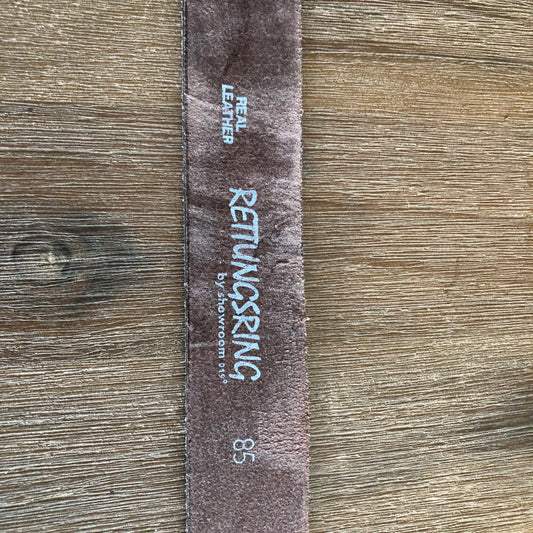 REAL
LEATHER
RETTUNGSRING
by showroom 019°
85